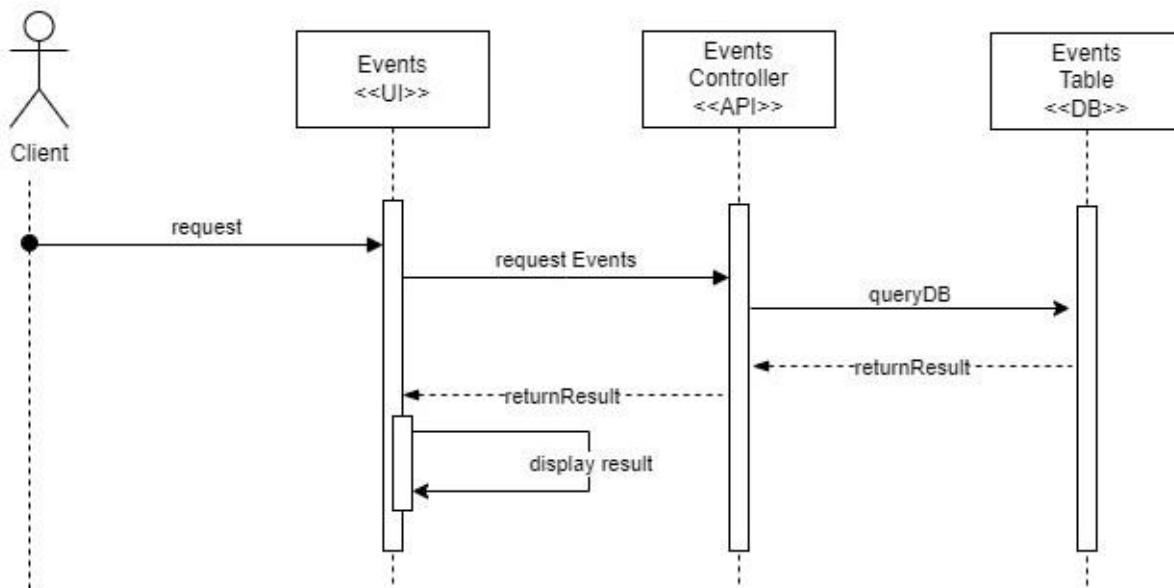 Client
Events
<<UI>>
Events
Controller
<<API>>
Events
Table
<<DB>>
request
request Events
queryDB
returnResult
returnResult
display result